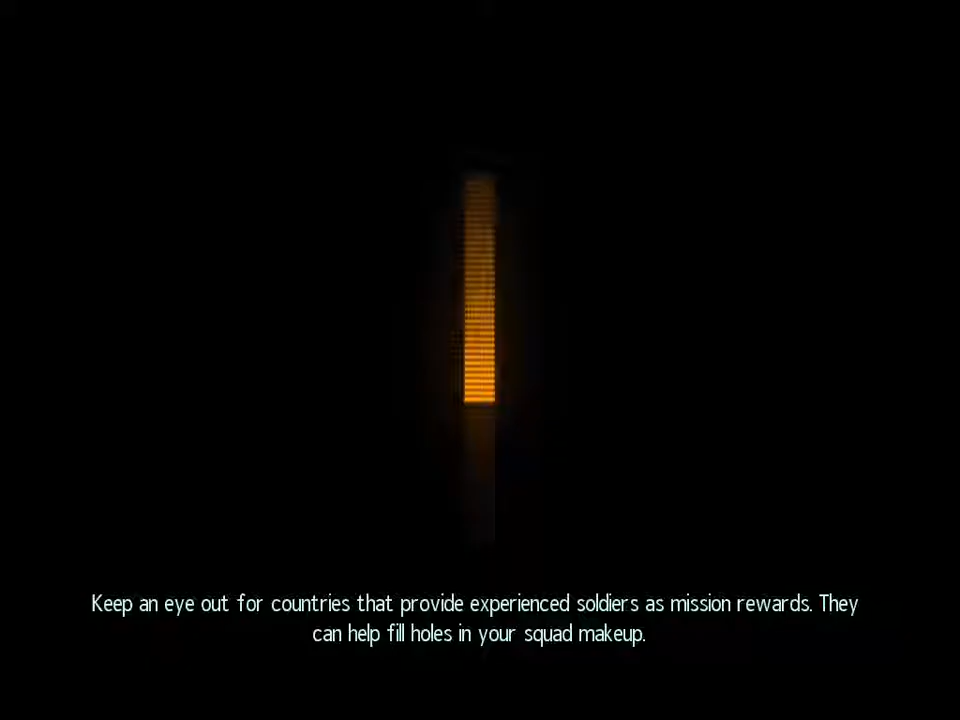 Keep an eye out for countries that provide experienced soldiers as mission rewards. They
can help fill holes in your squad makeup.